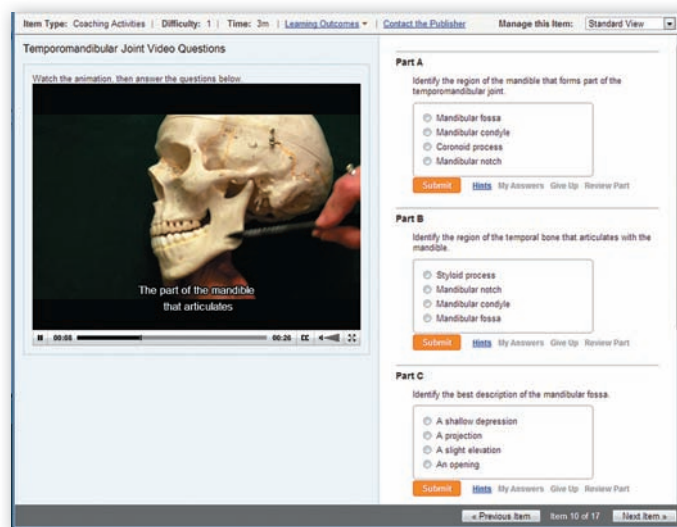 Item Type: Coaching Activities | Difficulty: 1 | Time: 3m | Learning Outcomes | Contact the Publisher Manage this Item: Standard View
Temporomandibular Joint Video Questions
Watch the animation, then answer the questions below.
The part of the mandible
that articulates
00:08 00:26 CC
Part A
Identify the region of the mandible that forms part of the
temporomandibular joint.
Mandibular fossa
Mandibular condyle
Coronoid process
Mandibular notch
Submit Hints My Answers Give Up Review Part
Part B
Identify the region of the temporal bone that articulates with the
mandible.
Styloid process
Mandibular notch
Mandibular condyle
Mandibular fossa
Submit Hints My Answers Give Up Review Part
Part C
Identify the best description of the mandibular fossa.
A shallow depression
A projection
A slight elevation
An opening
Submit Hints My Answers Give Up Review Part
« Previous Item Item 10 of 17 Next Item »